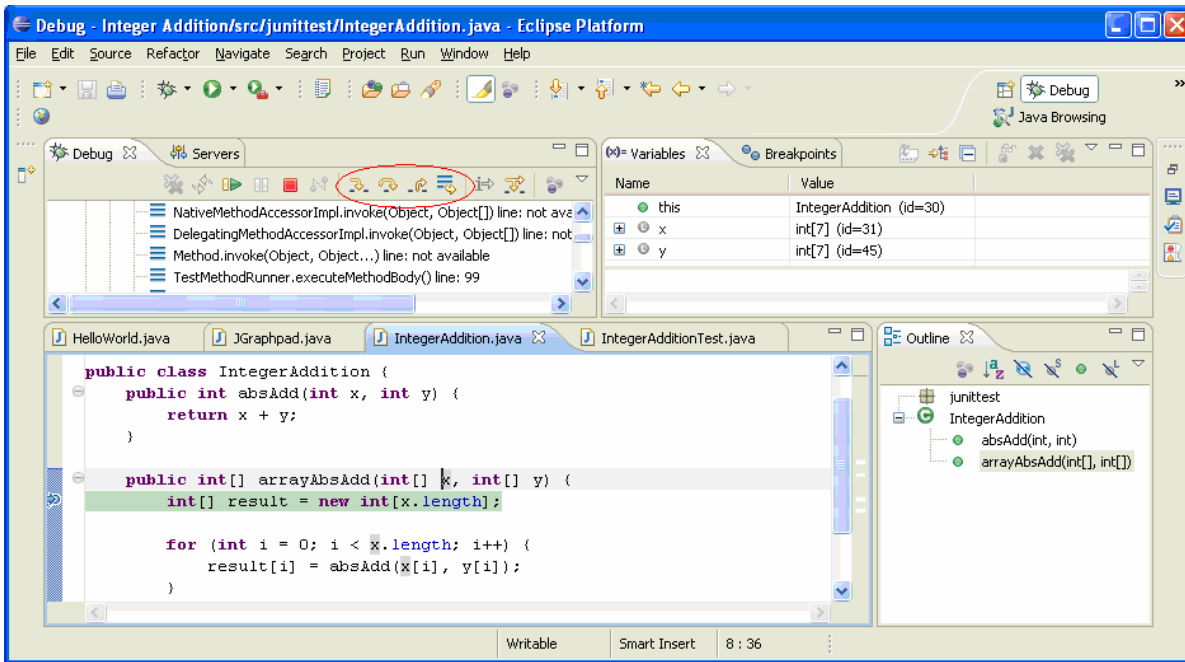 Debug - Integer Addition/src/junittest/IntegerAddition.java - Eclipse Platform
File Edit Source Refactor Navigate Search Project Run Window Help
Debug
Java Browsing
Debug Servers
NativeMethodAccessorImpl.invoke(Object, Object[]) line: not ava
DelegatingMethodAccessorImpl.invoke(Object, Object[]) line: not
Method.invoke(Object, Object...) line: not available
TestMethodRunner.executeMethodBody() line: 99
(x)= Variables Breakpoints
Name Value
this IntegerAddition (id=30)
x int[7] (id=31)
y int[7] (id=45)
HelloWorld.java JGraphpad.java IntegerAddition.java IntegerAdditionTest.java
public class IntegerAddition {
public int absAdd(int x, int y) {
return x + y;
}
public int[] arrayAbsAdd(int[] x, int[] y) {
int[] result = new int[x.length];
for (int i = 0; i < x.length; i++) {
result[i] = absAdd(x[i], y[i]);
}
Outline
junittest
IntegerAddition
absAdd(int, int)
arrayAbsAdd(int[], int[])
Writable Smart Insert 8 : 36